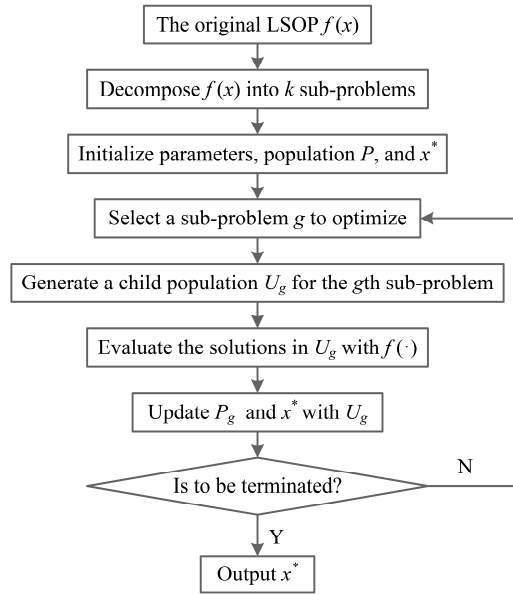 The original LSOP f(x)
Decompose f(x) into k sub-problems
Initialize parameters, population P, and x*
Select a sub-problem g to optimize
Generate a child population U_g for the gth sub-problem
Evaluate the solutions in U_g with f(·)
Update P_g and x* with U_g
Is to be terminated?
N
Y
Output x*